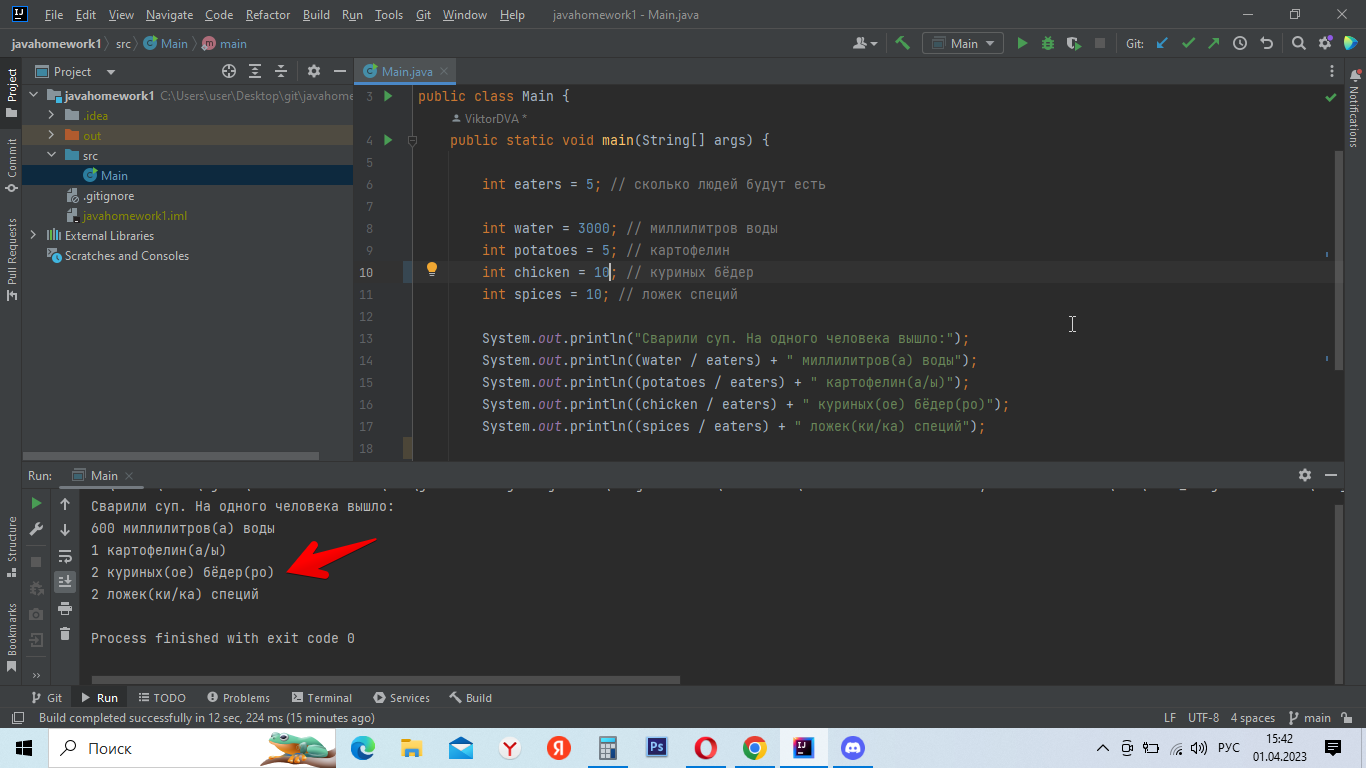 File Edit View Navigate Code Refactor Build Run Tools Git Window Help javahomework1 - Main.java
javahomework1 src Main main Main Git:
Project
Main.java
Project
Commit
Pull Requests
Structure
Bookmarks
Notifications
javahomework1 C:\Users\user\Desktop\git\javahome
.idea
out
src
Main
.gitignore
javahomework1.iml
External Libraries
Scratches and Consoles
3 public class Main {
ViktorDVA *
4 public static void main(String[] args) {
5
6 int eaters = 5; // сколько людей будут есть
7
8 int water = 3000; // миллилитров воды
9 int potatoes = 5; // картофелин
10 int chicken = 10; // куриных бёдер
11 int spices = 10; // ложек специй
12
13 System.out.println("Сварили суп. На одного человека вышло:");
14 System.out.println((water / eaters) + " миллилитров(а) воды");
15 System.out.println((potatoes / eaters) + " картофелин(а/ы)");
16 System.out.println((chicken / eaters) + " куриных(ое) бёдер(ро)");
17 System.out.println((spices / eaters) + " ложек(ки/ка) специй");
18
Run: Main
Сварили суп. На одного человека вышло:
600 миллилитров(а) воды
1 картофелин(а/ы)
2 куриных(ое) бёдер(ро)
2 ложек(ки/ка) специй
Process finished with exit code 0
Git Run TODO Problems Terminal Services Build
Build completed successfully in 12 sec, 224 ms (15 minutes ago) LF UTF-8 4 spaces main
Поиск
РУС
15:42
01.04.2023